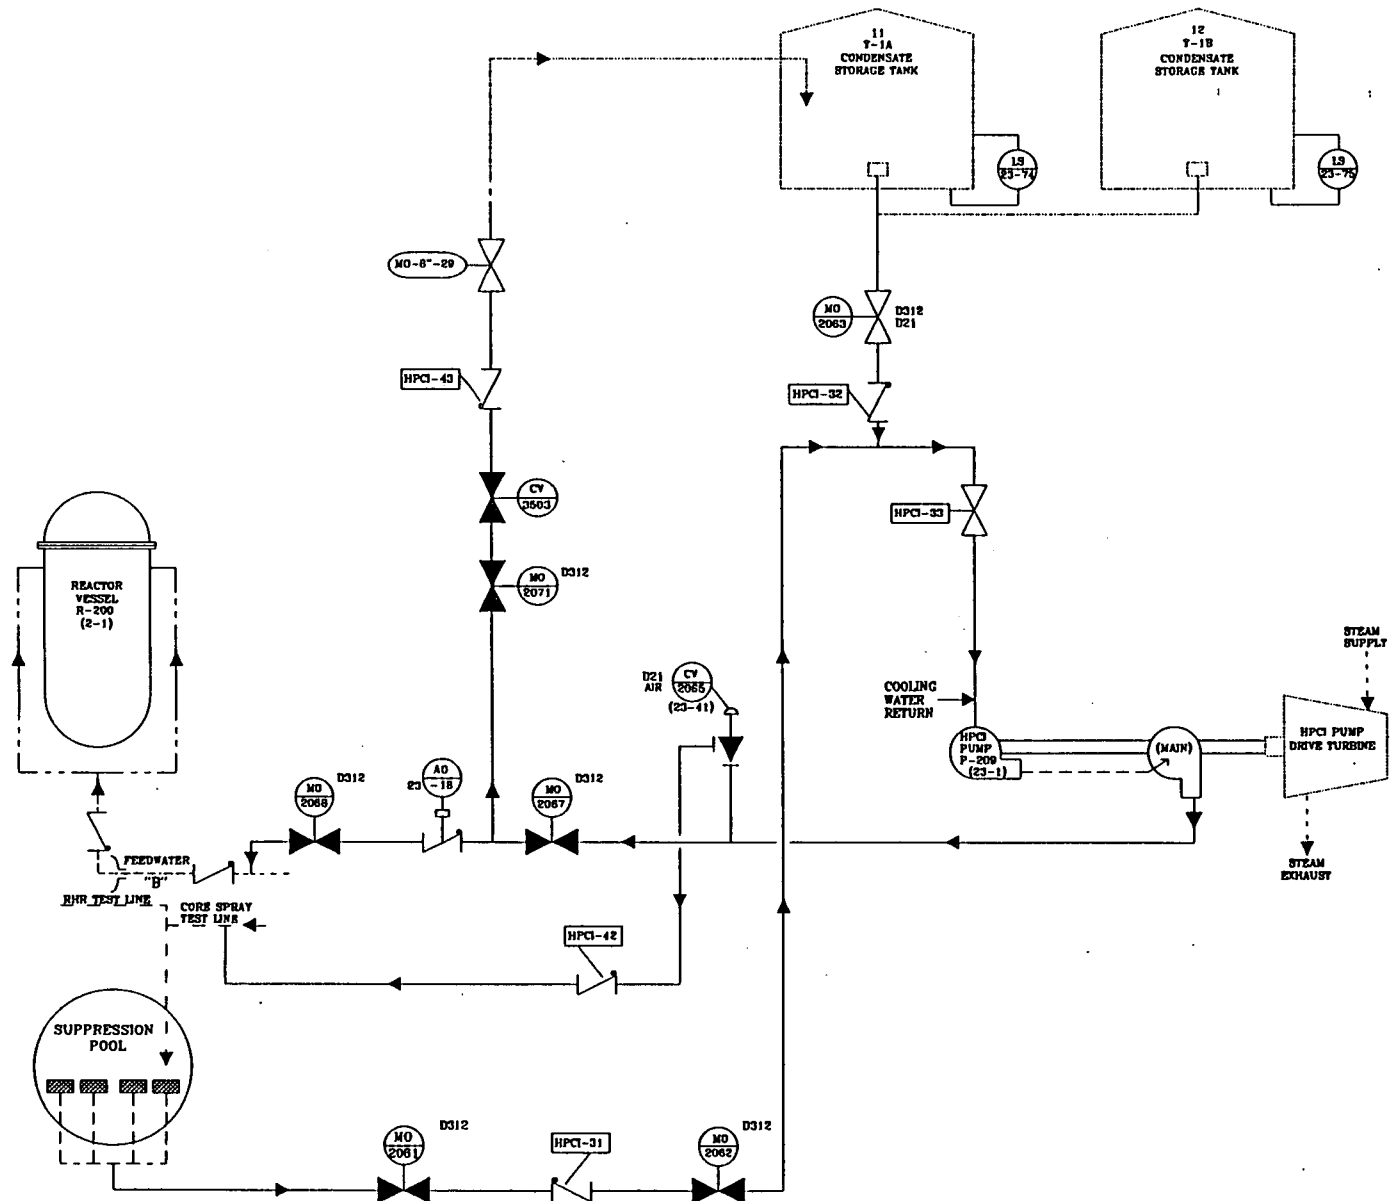 11
T-1A
CONDENSATE
STORAGE TANK
12
T-1B
CONDENSATE
STORAGE TANK
LS
23-74
LS
23-75
MO-8"-29
MO
2063
D312
D21
HPCI-43
HPCI-32
CV
3503
HPCI-33
MO
2071
D312
REACTOR
VESSEL
R-200
(2-1)
STEAM
SUPPLY
D21
AIR
CV
2065
(23-41)
COOLING
WATER
RETURN
HPCI
PUMP
P-209
(23-1)
(MAIN)
HPCI PUMP
DRIVE TURBINE
MO
2068
D312
AO
23
-18
MO
2067
D312
FEEDWATER
"B"
RHR TEST LINE
STEAM
EXHAUST
CORE SPRAY
TEST LINE
HPCI-42
SUPPRESSION
POOL
MO
2061
D312
HPCI-31
MO
2062
D312